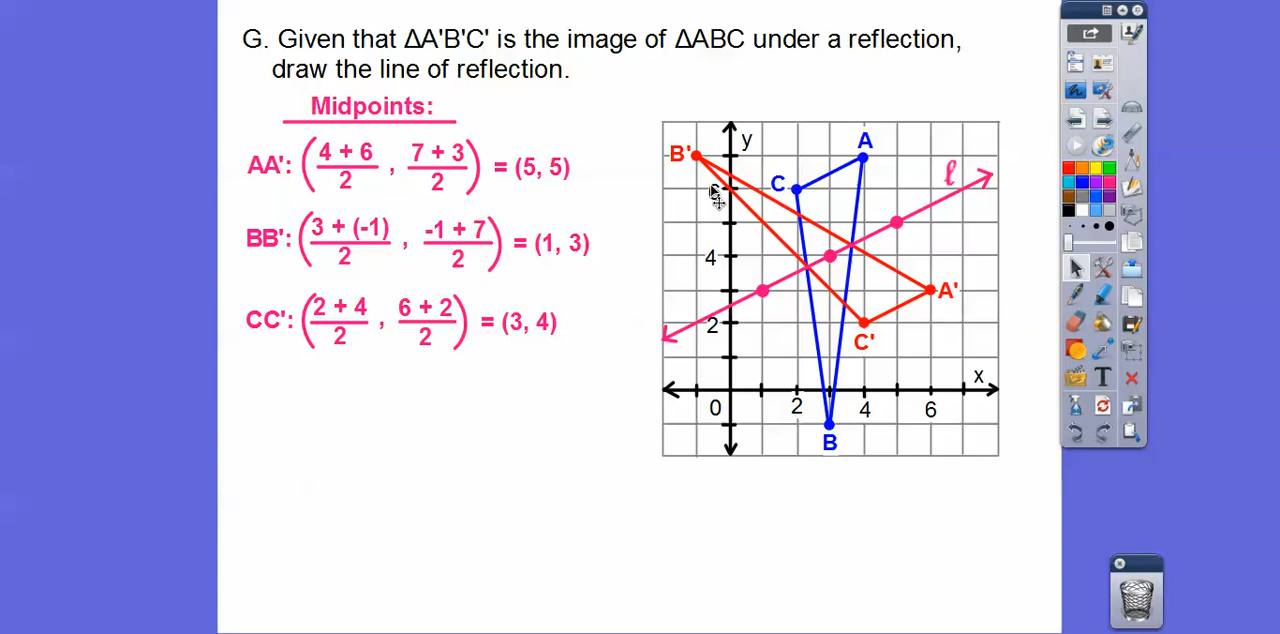 G. Given that ΔA'B'C' is the image of ΔABC under a reflection,
draw the line of reflection.
Midpoints:
AA': ( 4 + 6 / 2 , 7 + 3 / 2 ) = (5, 5)
BB': ( 3 + (-1) / 2 , -1 + 7 / 2 ) = (1, 3)
CC': ( 2 + 4 / 2 , 6 + 2 / 2 ) = (3, 4)
y
A
B'
C
ℓ
6
4
A'
2
C'
x
0 2 4 6
B
T